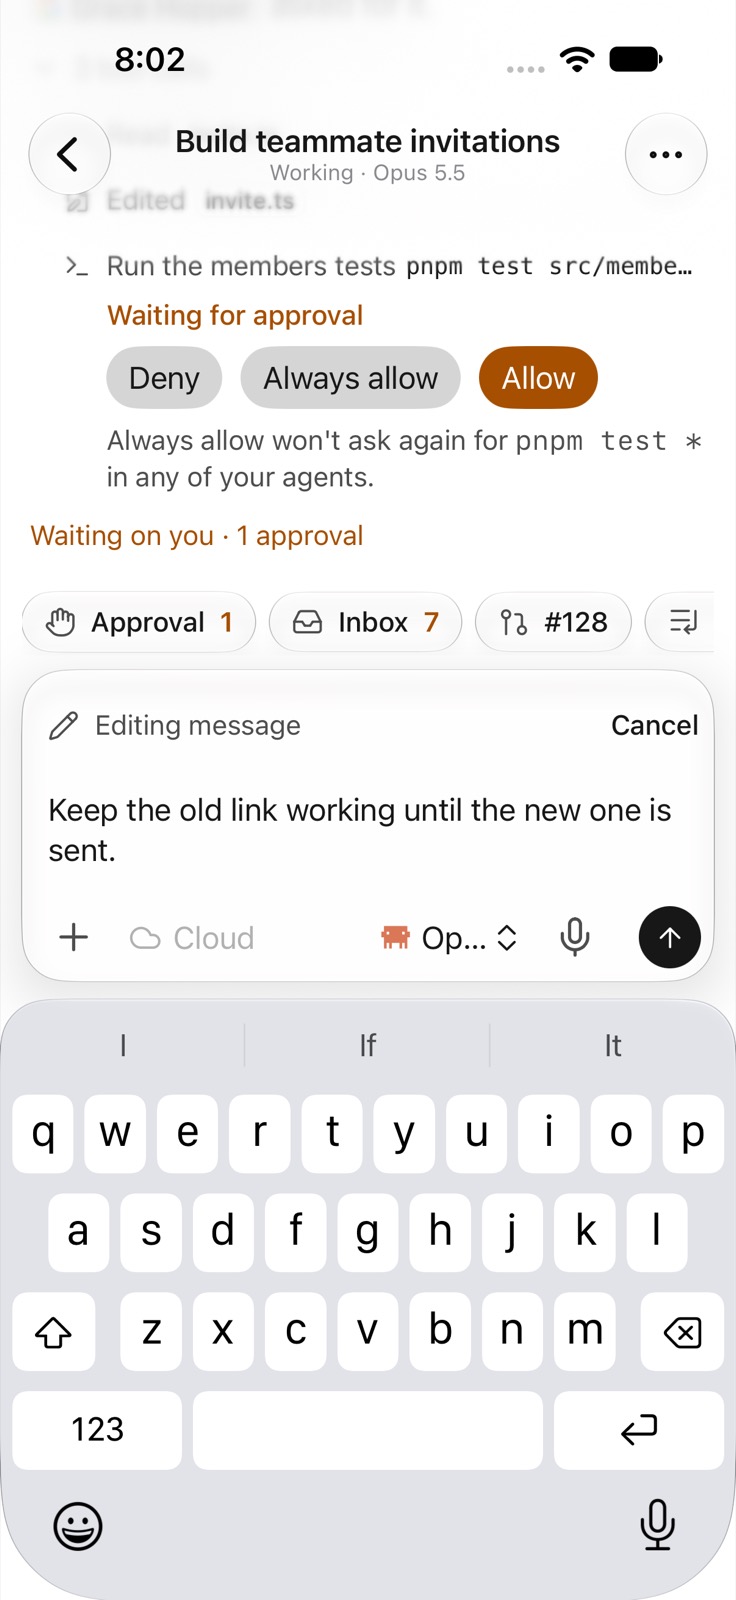 8:02
Build teammate invitations
Working · Opus 5.5
Edited invite.ts
Run the members tests pnpm test src/membe…
Waiting for approval
Deny
Always allow
Allow
Always allow won't ask again for pnpm test *
in any of your agents.
Waiting on you · 1 approval
Approval 1
Inbox 7
#128
Editing message
Cancel
Keep the old link working until the new one is
sent.
Cloud
Op...
I
If
It
q w e r t y u i o p
a s d f g h j k l
z x c v b n m
123